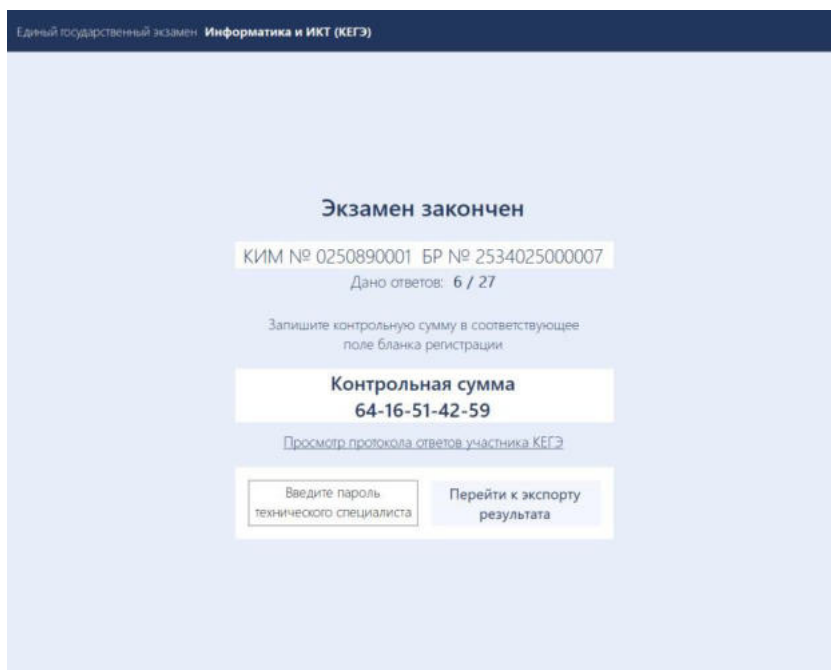 Единый государственный экзамен Информатика и ИКТ (КЕГЭ)
Экзамен закончен
КИМ № 0250890001 БР № 2534025000007
Дано ответов: 6 / 27
Запишите контрольную сумму в соответствующее
поле бланка регистрации
Контрольная сумма
64-16-51-42-59
Просмотр протокола ответов участника КЕГЭ
Введите пароль
технического специалиста
Перейти к экспорту
результата